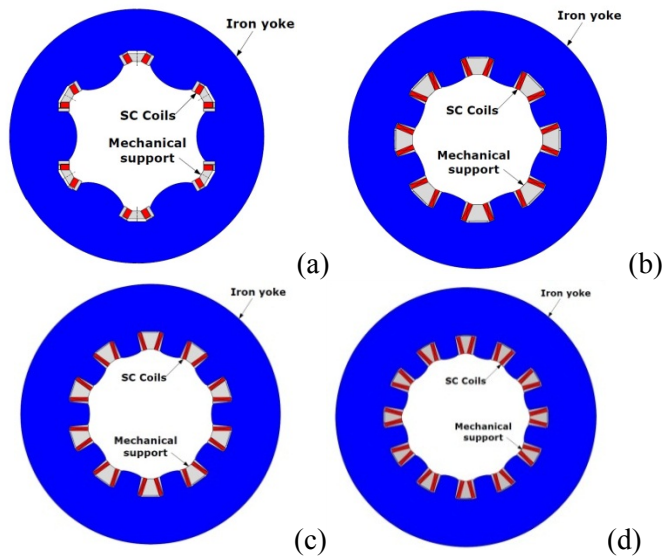 Iron yoke
SC Coils
Mechanical
support
(a)
Iron yoke
SC Coils
Mechanical
support
(b)
Iron yoke
SC Coils
Mechanical
support
(c)
Iron yoke
SC Coils
Mechanical
support
(d)